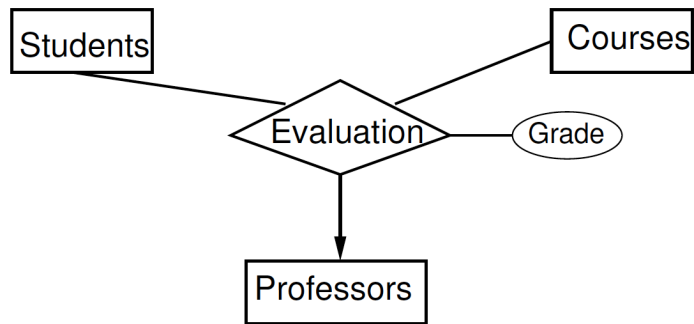 Students
Courses
Evaluation
Grade
Professors